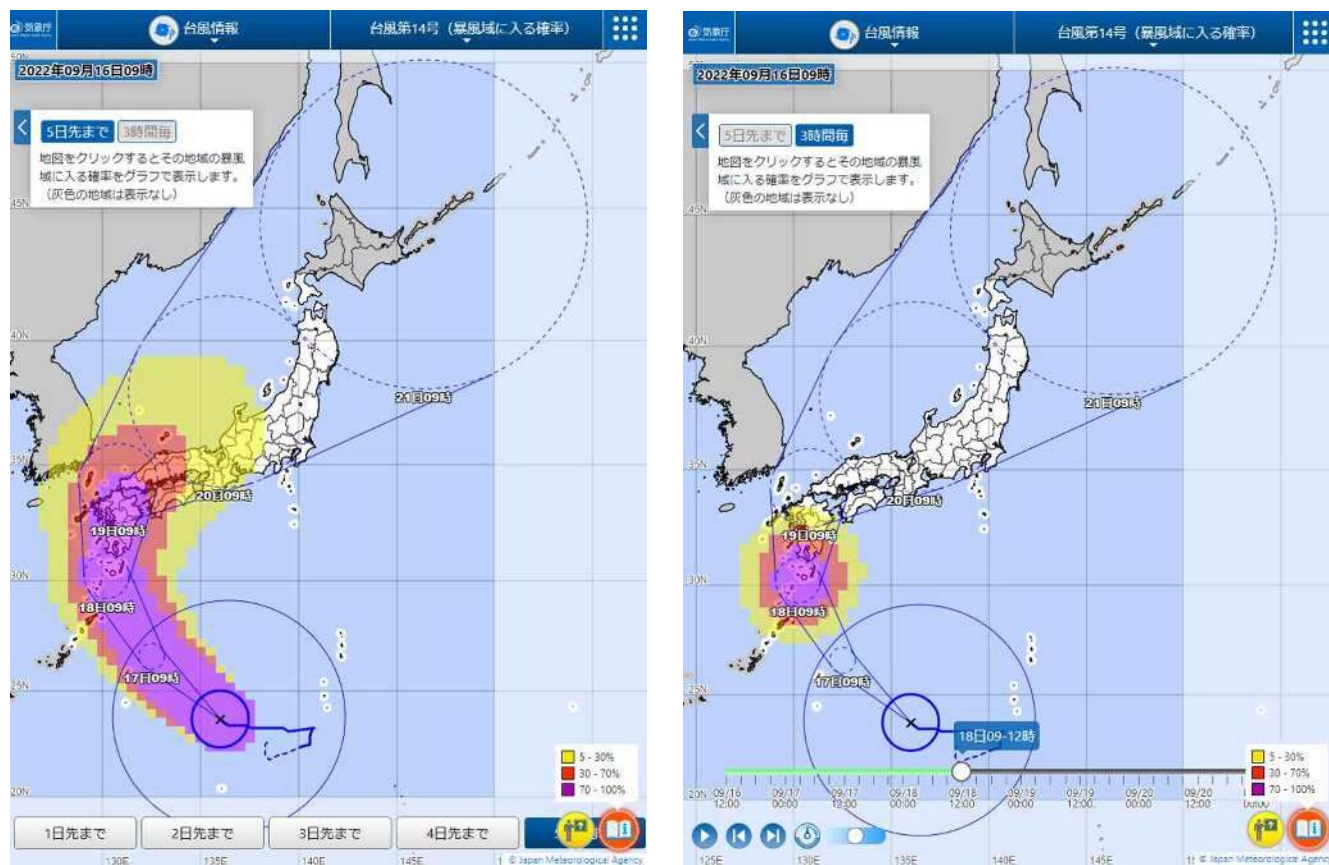 気象庁
台風情報
台風第14号（暴風域に入る確率）
2022年09月16日09時
5日先まで
3時間毎
地図をクリックするとその地域の暴風
域に入る確率をグラフで表示します。
（灰色の地域は表示なし）
50N
45N
40N
35N
30N
25N
20N
21日09時
20日09時
19日09時
18日09時
17日09時
5 - 30%
30 - 70%
70 - 100%
1日先まで
2日先まで
3日先まで
4日先まで
130E
135E
140E
145E
© Japan Meteorological Agency
気象庁
台風情報
台風第14号（暴風域に入る確率）
2022年09月16日09時
5日先まで
3時間毎
地図をクリックするとその地域の暴風
域に入る確率をグラフで表示します。
（灰色の地域は表示なし）
45N
40N
35N
30N
25N
20N
21日09時
20日09時
19日09時
18日09時
17日09時
18日09-12時
5 - 30%
30 - 70%
70 - 100%
09/16 09/17 09/17 09/18 09/18 09/19 09/19 09/20 09/20
12:00 00:00 12:00 00:00 12:00 00:00 12:00 00:00 12:00 00:00
125E
130E
135E
140E
145E
© Japan Meteorological Agency